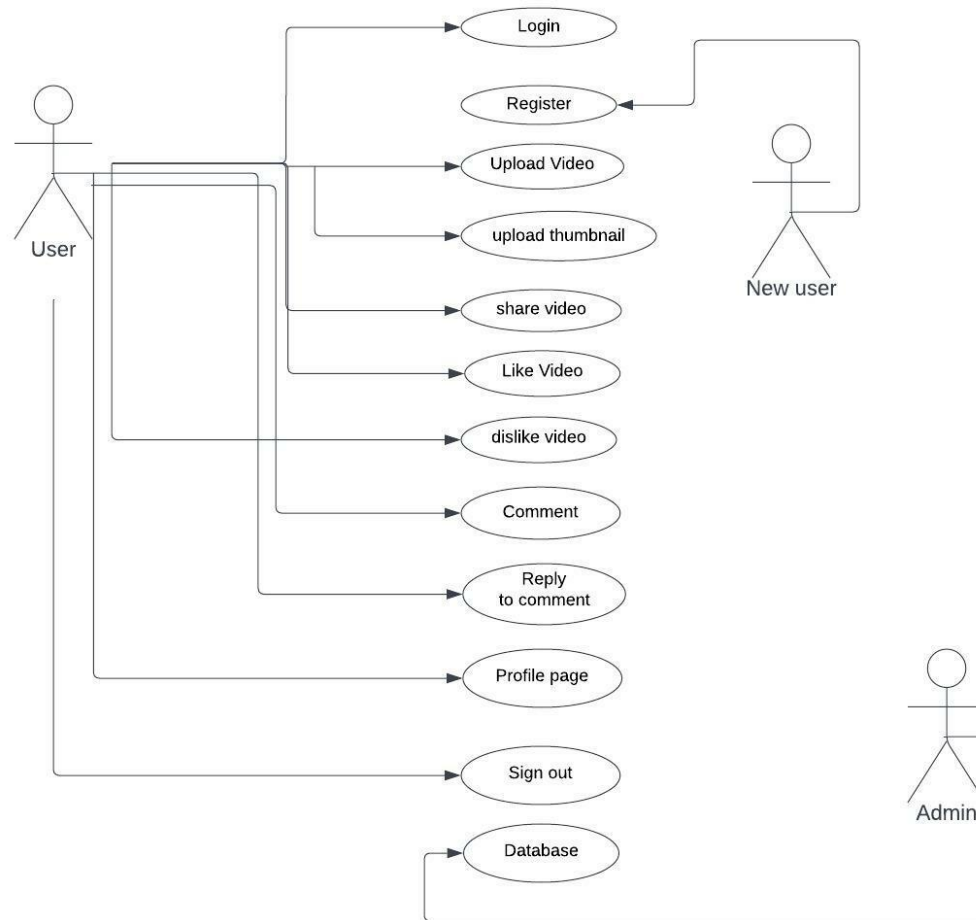 Login
Register
Upload Video
User
upload thumbnail
New user
share video
Like Video
dislike video
Comment
Reply
to comment
Profile page
Sign out
Admin
Database